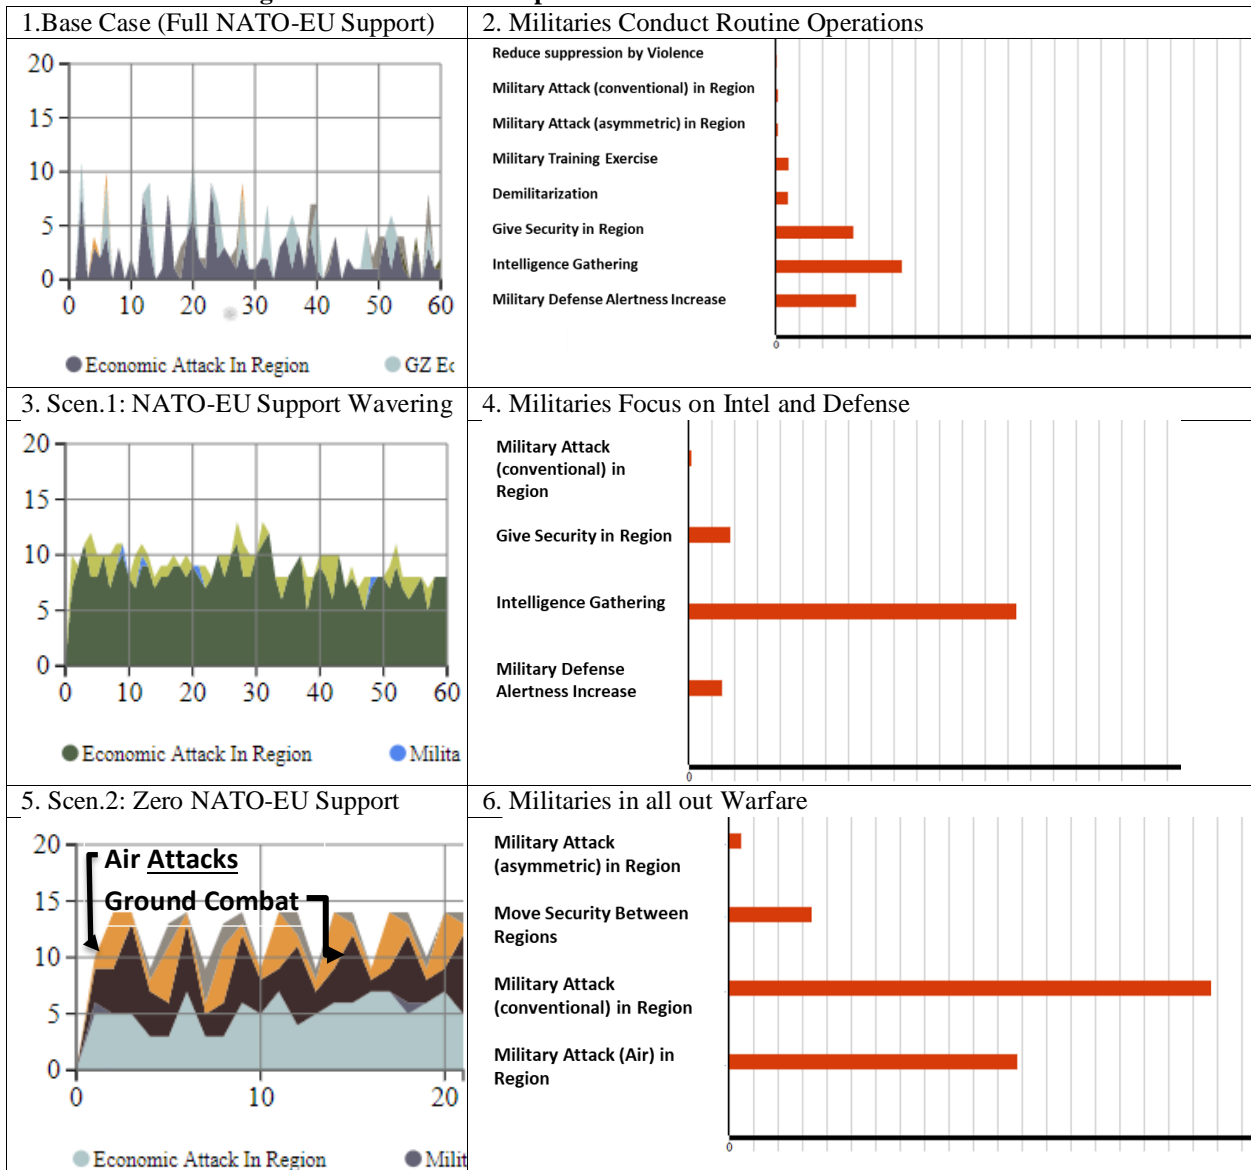 1.Base Case (Full NATO-EU Support)
2. Militaries Conduct Routine Operations
20
15
10
5
0
0 10 20 30 40 50 60
Economic Attack In Region
GZ Ec
Reduce suppression by Violence
Military Attack (conventional) in Region
Military Attack (asymmetric) in Region
Military Training Exercise
Demilitarization
Give Security in Region
Intelligence Gathering
Military Defense Alertness Increase
0
3. Scen.1: NATO-EU Support Wavering
4. Militaries Focus on Intel and Defense
20
15
10
5
0
0 10 20 30 40 50 60
Economic Attack In Region
Milita
Military Attack
(conventional) in
Region
Give Security in Region
Intelligence Gathering
Military Defense
Alertness Increase
0
5. Scen.2: Zero NATO-EU Support
6. Militaries in all out Warfare
20
15
10
5
0
Air Attacks
Ground Combat
0 10 20
Economic Attack In Region
Milit
Military Attack
(asymmetric) in Region
Move Security Between
Regions
Military Attack
(conventional) in Region
Military Attack (Air) in
Region
0